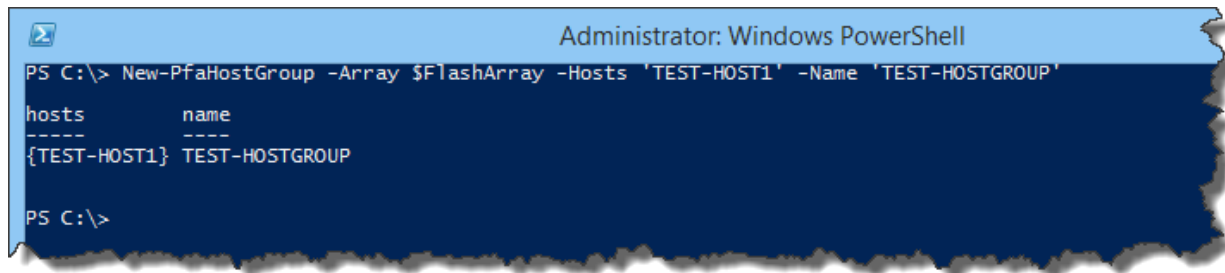 Administrator: Windows PowerShell
PS C:\> New-PfaHostGroup -Array $FlashArray -Hosts 'TEST-HOST1' -Name 'TEST-HOSTGROUP'
hosts        name
-----        ----
{TEST-HOST1} TEST-HOSTGROUP
PS C:\>